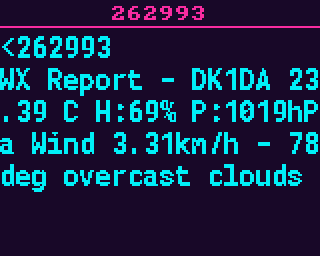 262993
<262993
WX Report - DK1DA 23
.39 C H:69% P:1019hP
a Wind 3.31km/h - 78
deg overcast clouds